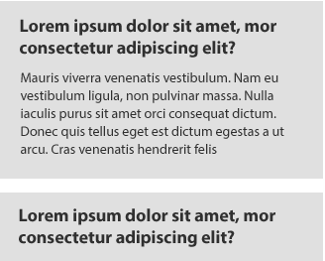 Lorem ipsum dolor sit amet, mor
consectetur adipiscing elit?
Mauris viverra venenatis vestibulum. Nam eu
vestibulum ligula, non pulvinar massa. Nulla
iaculis purus sit amet orci consequat dictum.
Donec quis tellus eget est dictum egestas a ut
arcu. Cras venenatis hendrerit felis
Lorem ipsum dolor sit amet, mor
consectetur adipiscing elit?